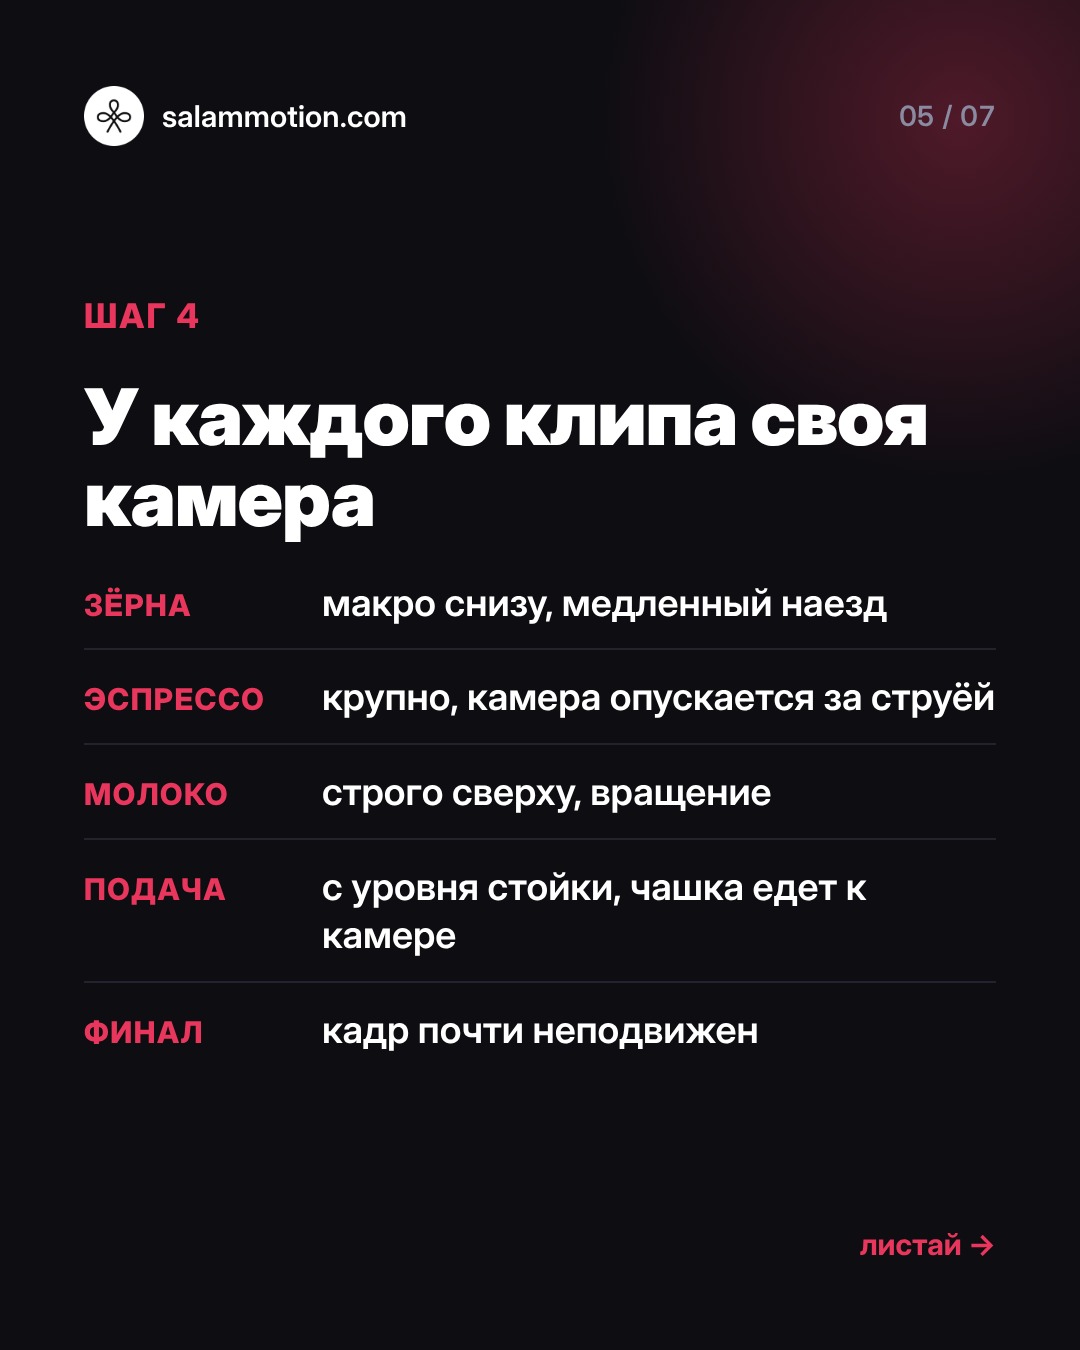 salammotion.com
05 / 07
ШАГ 4
У каждого клипа своя
камера
ЗЁРНА макро снизу, медленный наезд
ЭСПРЕССО крупно, камера опускается за струёй
МОЛОКО строго сверху, вращение
ПОДАЧА с уровня стойки, чашка едет к
камере
ФИНАЛ кадр почти неподвижен
листай →